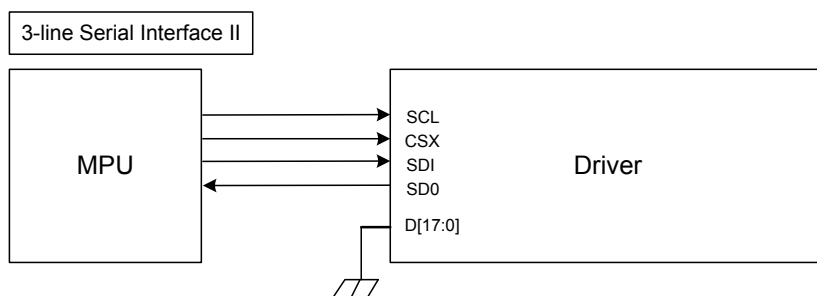 3-line Serial Interface II
MPU
SCL
CSX
SDI
SD0
D[17:0]
Driver